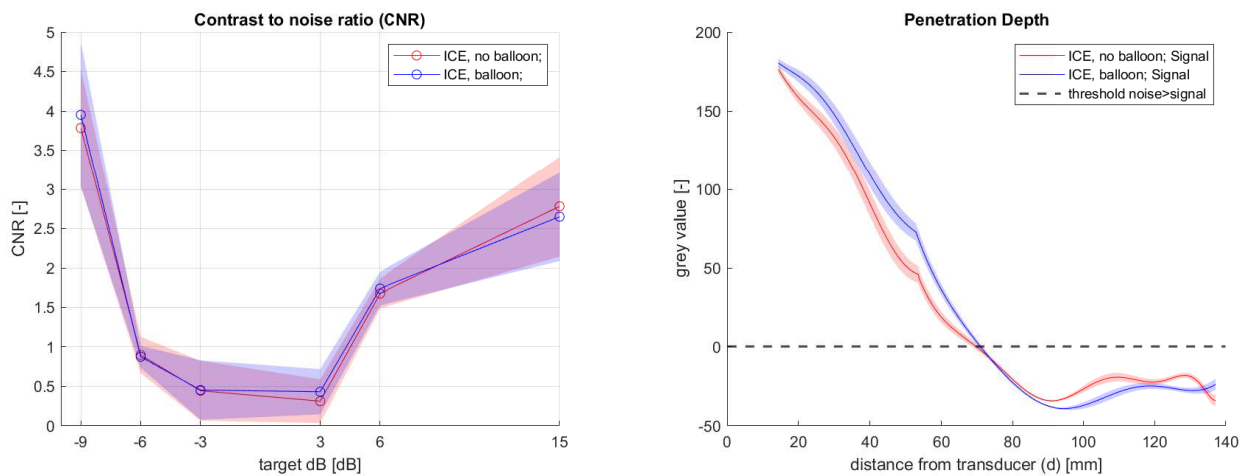 Contrast to noise ratio (CNR)
5
4.5
4
3.5
3
2.5
2
1.5
1
0.5
0
CNR [-]
-9
-6
-3
3
6
15
target dB [dB]
ICE, no balloon;
ICE, balloon;
Penetration Depth
200
150
100
50
0
-50
grey value [-]
0
20
40
60
80
100
120
140
distance from transducer (d) [mm]
ICE, no balloon; Signal
ICE, balloon; Signal
threshold noise>signal